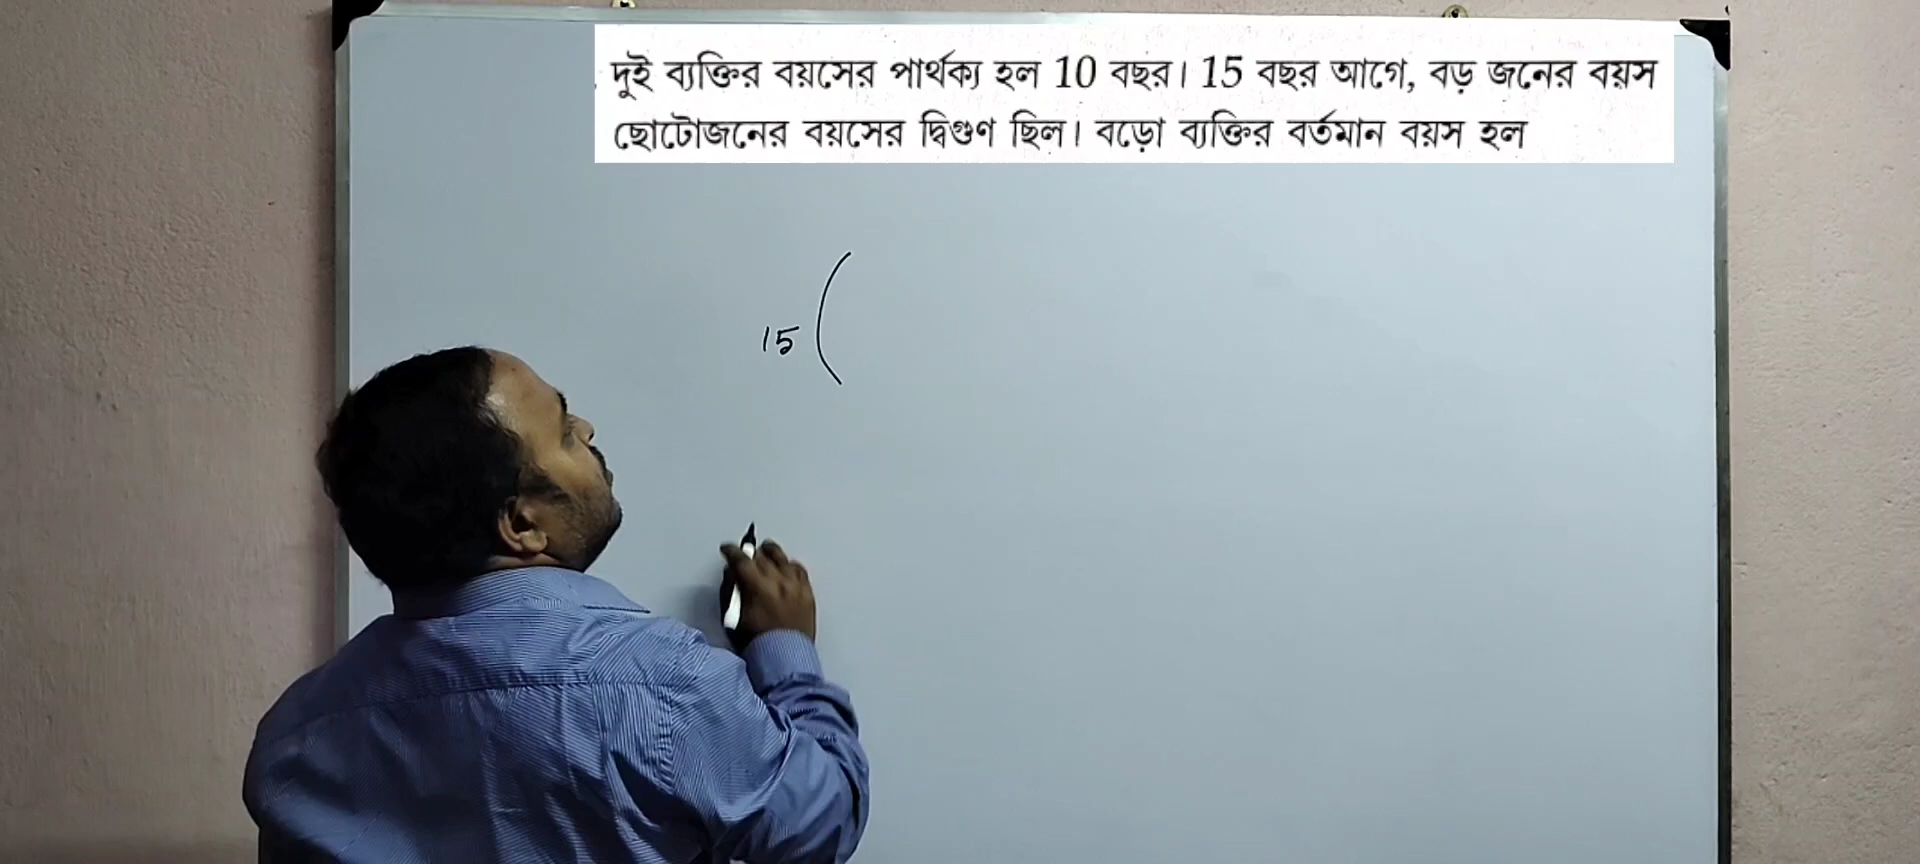 দুই ব্যক্তির বয়সের পার্থক্য হল 10 বছর। 15 বছর আগে, বড় জনের বয়স
ছোটোজনের বয়সের দ্বিগুণ ছিল। বড়ো ব্যক্তির বর্তমান বয়স হল
15 (